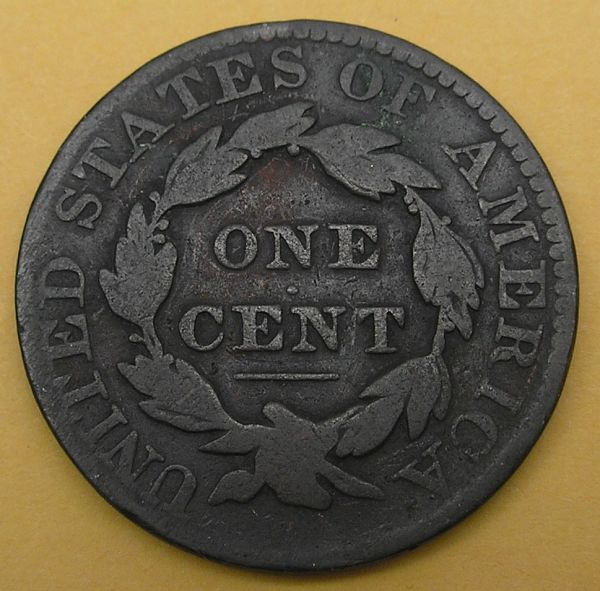 UNITED STATES OF AMERICA
ONE
CENT